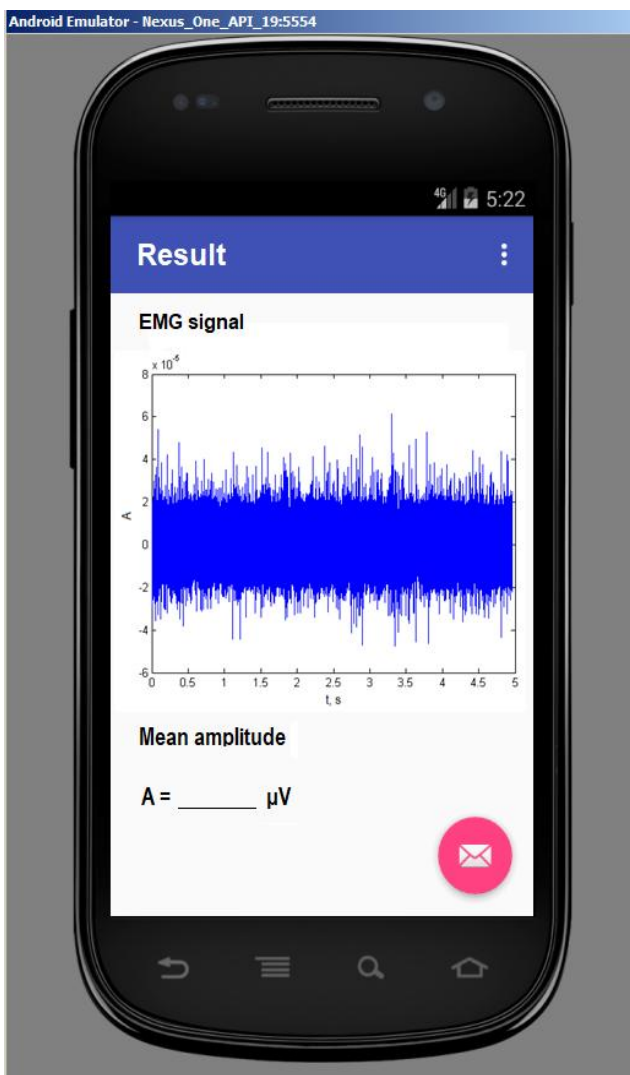 Android Emulator - Nexus_One_API_19:5554
4G 5:22
Result
EMG signal
x 10^-5
8
6
4
2
0
-2
-4
-6
A
0 0.5 1 1.5 2 2.5 3 3.5 4 4.5 5
t, s
Mean amplitude
A = ______ µV